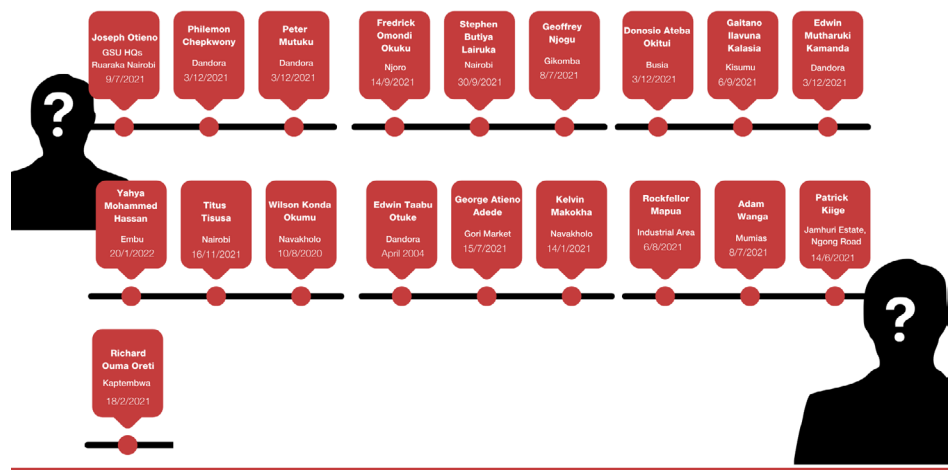 ?
Joseph Otieno
GSU HQs
Ruaraka Nairobi
9/7/2021
Philemon
Chepkwony
Dandora
3/12/2021
Peter
Mutuku
Dandora
3/12/2021
Fredrick
Omondi
Okuku
Njoro
14/9/2021
Stephen
Butiya
Lairuka
Nairobi
30/9/2021
Geoffrey
Njogu
Gikomba
8/7/2021
Donosio Ateba
Okitui
Busia
3/12/2021
Gaitano
Ilavuna
Kalasia
Kisumu
6/9/2021
Edwin
Mutharuki
Kamanda
Dandora
3/12/2021
Yahya
Mohammed
Hassan
Embu
20/1/2022
Titus
Tisusa
Nairobi
16/11/2021
Wilson Konda
Okumu
Navakholo
10/8/2020
Edwin Taabu
Otuke
Dandora
April 2004
George Atieno
Adede
Gori Market
15/7/2021
Kelvin
Makokha
Navakholo
14/1/2021
Rockfellor
Mapua
Industrial Area
6/8/2021
Adam
Wanga
Mumias
8/7/2021
Patrick
Kiige
Jamhuri Estate,
Ngong Road
14/6/2021
?
Richard
Ouma Oreti
Kaptembwa
18/2/2021